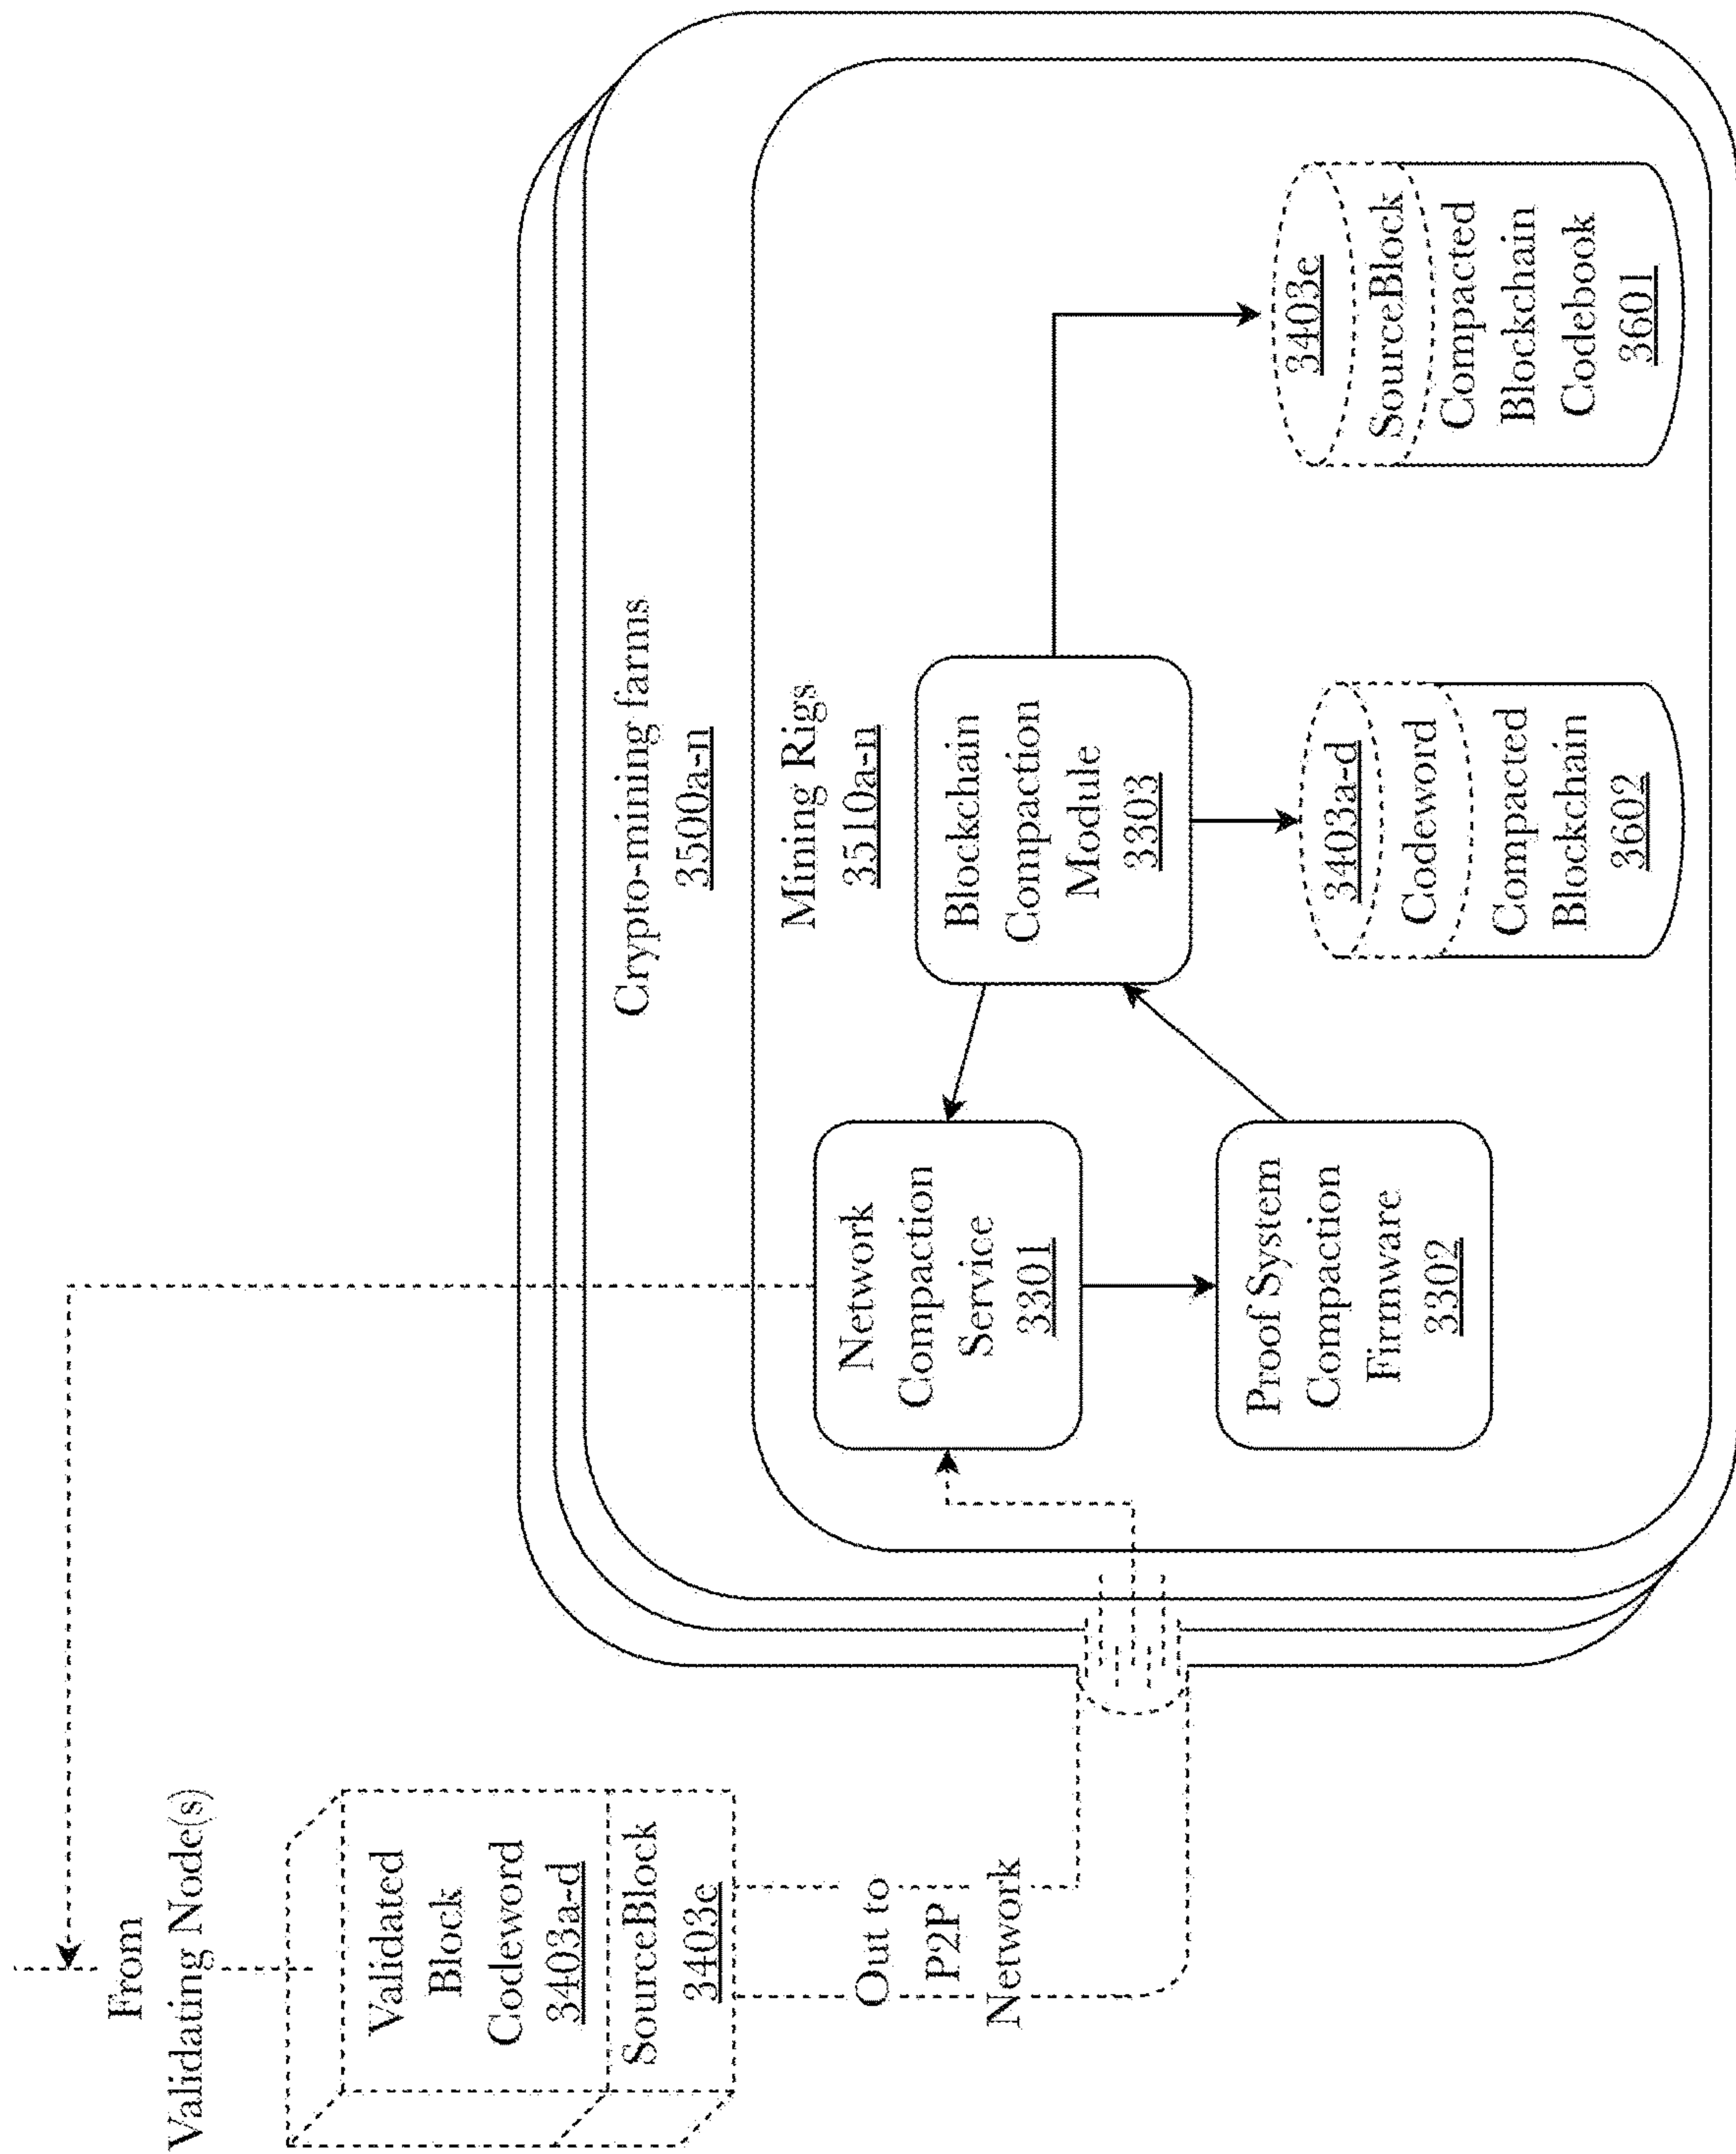 From
Validating Node(s)
Validated
Block
Codeword
3403a-d
SourceBlock
3403e
Out to
P2P
Network
Crypto-mining farms
3500a-n
Mining Rigs
3510a-n
Network
Compaction
Service
3301
Proof System
Compaction
Firmware
3302
Blockchain
Compaction
Module
3303
3403a-d
Codeword
Compacted
Blockchain
3602
3403e
SourceBlock
Compacted
Blockchain
Codebook
3601